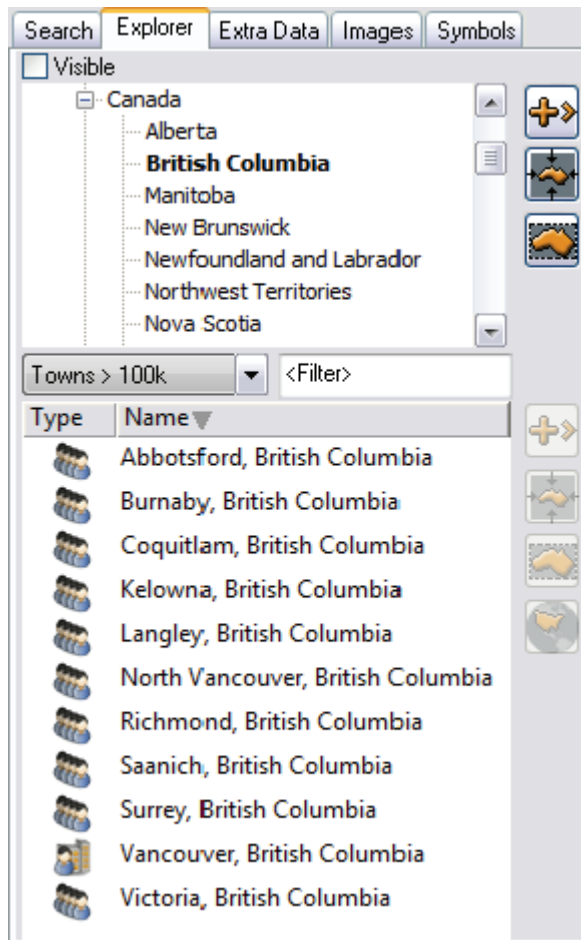 Search Explorer Extra Data Images Symbols
Visible
Canada
Alberta
British Columbia
Manitoba
New Brunswick
Newfoundland and Labrador
Northwest Territories
Nova Scotia
Towns > 100k <Filter>
Type Name
Abbotsford, British Columbia
Burnaby, British Columbia
Coquitlam, British Columbia
Kelowna, British Columbia
Langley, British Columbia
North Vancouver, British Columbia
Richmond, British Columbia
Saanich, British Columbia
Surrey, British Columbia
Vancouver, British Columbia
Victoria, British Columbia